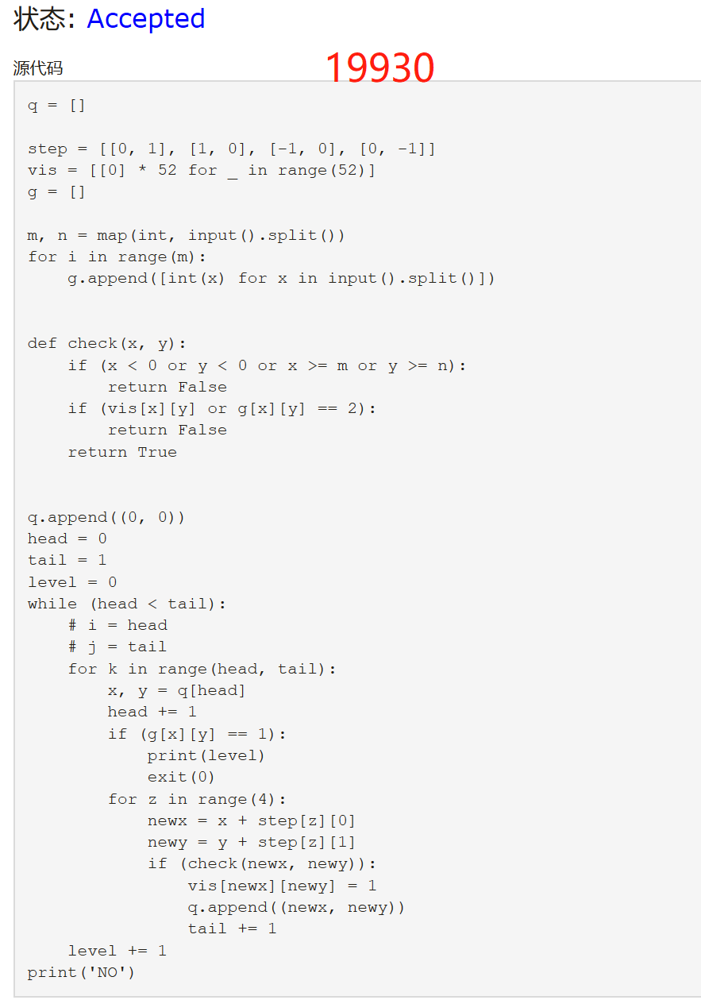 状态: Accepted
19930
源代码
q = []
step = [[0, 1], [1, 0], [-1, 0], [0, -1]]
vis = [[0] * 52 for _ in range(52)]
g = []
m, n = map(int, input().split())
for i in range(m):
    g.append([int(x) for x in input().split()])
def check(x, y):
    if (x < 0 or y < 0 or x >= m or y >= n):
        return False
    if (vis[x][y] or g[x][y] == 2):
        return False
    return True
q.append((0, 0))
head = 0
tail = 1
level = 0
while (head < tail):
    # i = head
    # j = tail
    for k in range(head, tail):
        x, y = q[head]
        head += 1
        if (g[x][y] == 1):
            print(level)
            exit(0)
        for z in range(4):
            newx = x + step[z][0]
            newy = y + step[z][1]
            if (check(newx, newy)):
                vis[newx][newy] = 1
                q.append((newx, newy))
                tail += 1
    level += 1
print('NO')